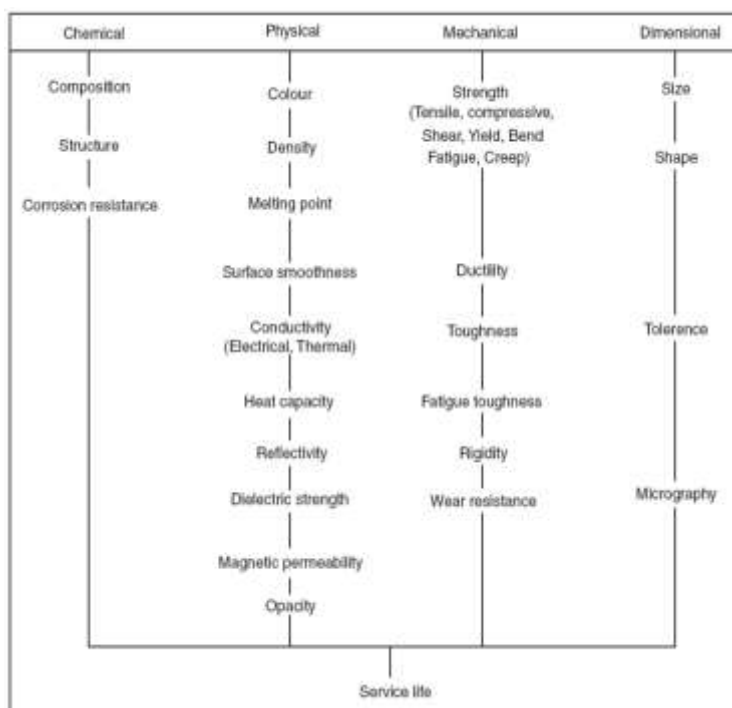 Chemical
Physical
Mechanical
Dimensional
Composition
Structure
Corrosion resistance
Colour
Density
Melting point
Surface smoothness
Conductivity
(Electrical, Thermal)
Heat capacity
Reflectivity
Dielectric strength
Magnetic permeability
Opacity
Strength
(Tensile, compressive,
Shear, Yield, Bend
Fatigue, Creep)
Ductility
Toughness
Fatigue toughness
Rigidity
Wear resistance
Size
Shape
Tolerence
Micrography
Service life